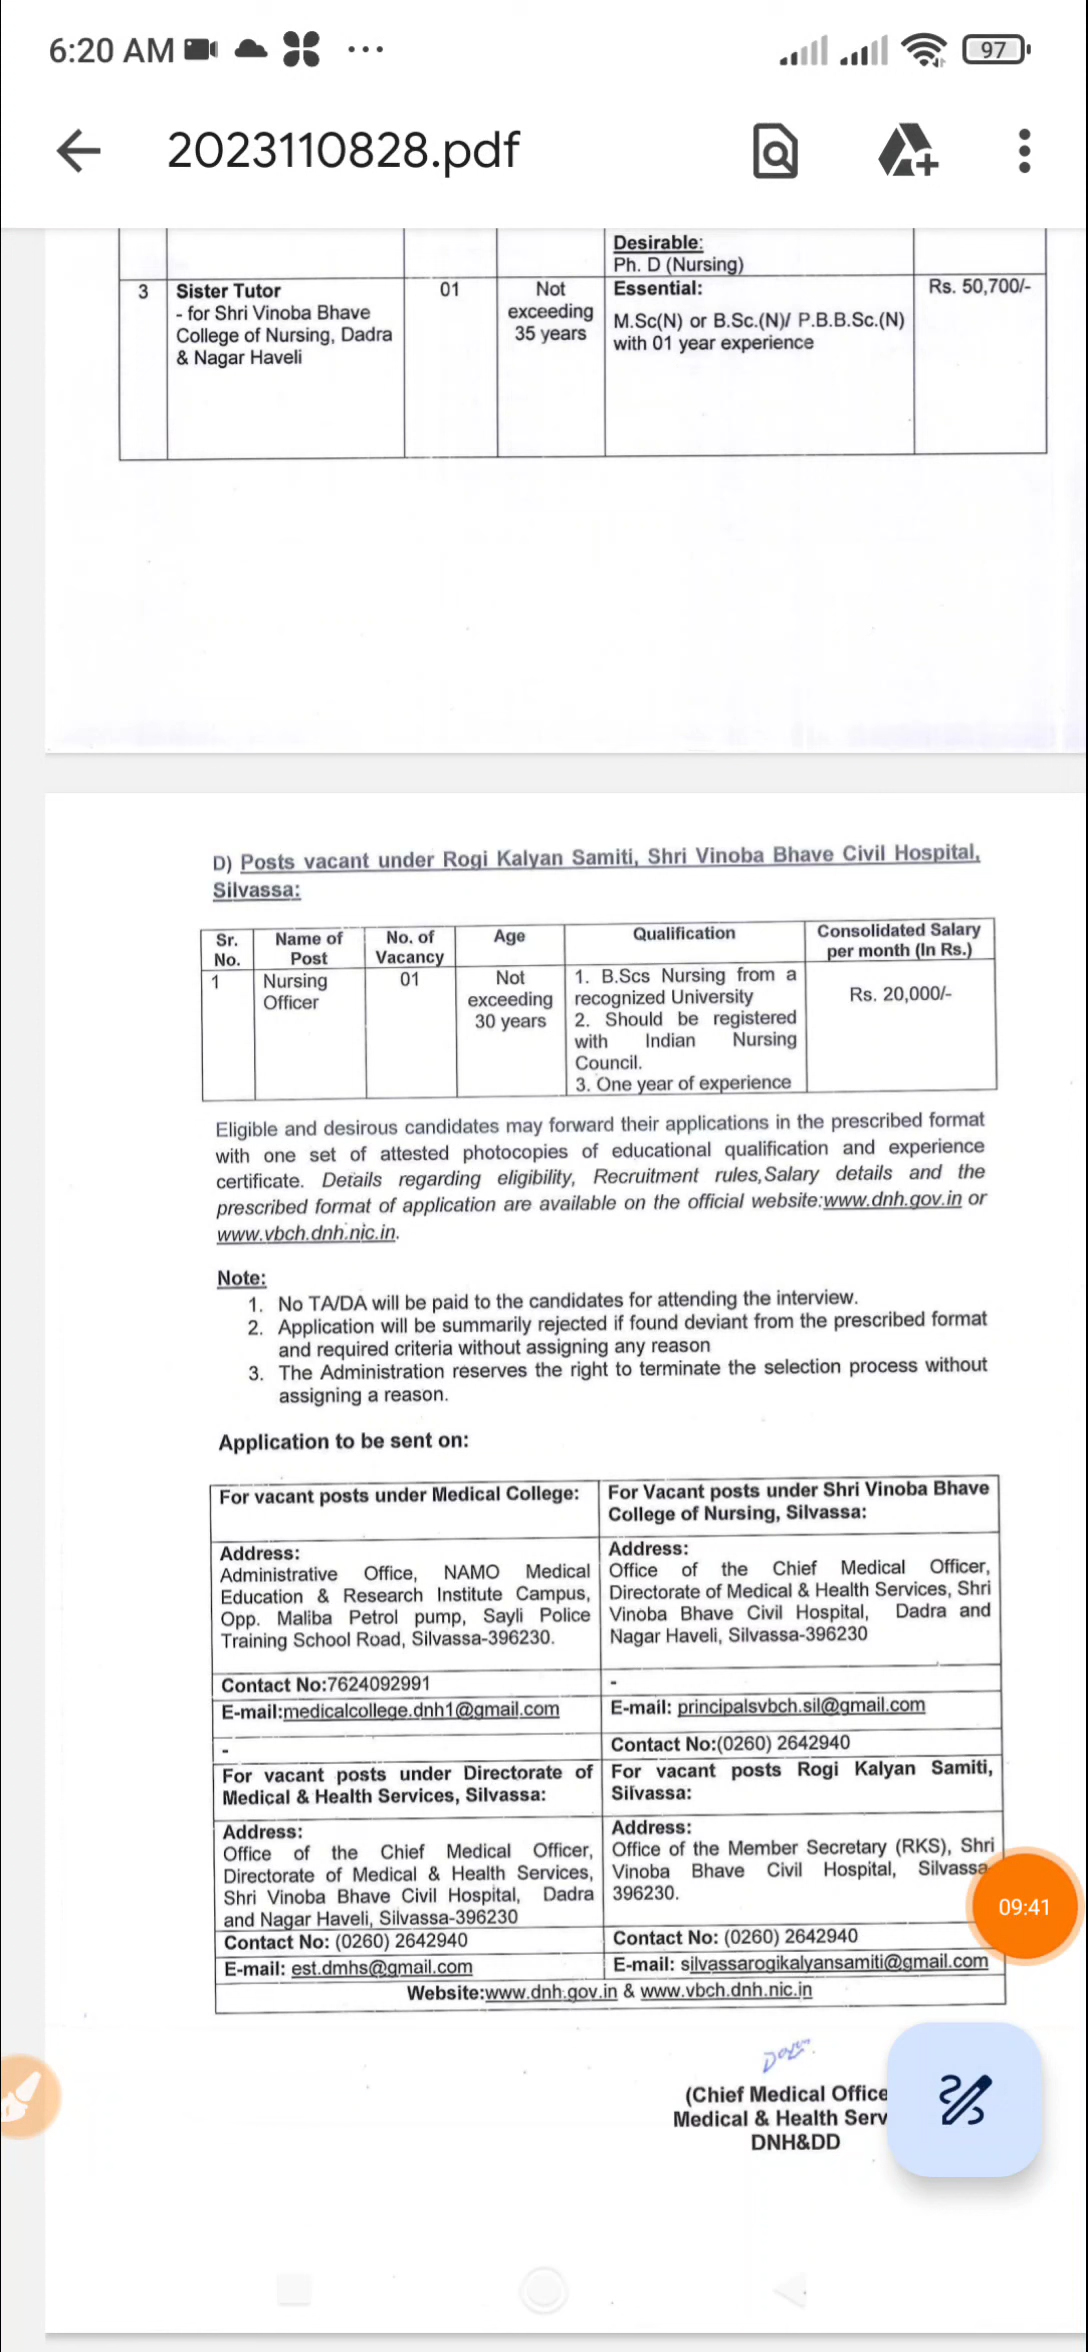 6:20 AM
97
2023110828.pdf
Desirable:
Ph. D (Nursing)
3 Sister Tutor 01 Not Essential: Rs. 50,700/-
- for Shri Vinoba Bhave exceeding M.Sc(N) or B.Sc.(N)/ P.B.B.Sc.(N)
College of Nursing, Dadra 35 years with 01 year experience
& Nagar Haveli
D) Posts vacant under Rogi Kalyan Samiti, Shri Vinoba Bhave Civil Hospital,
Silvassa:
Sr. Name of No. of Age Qualification Consolidated Salary
No. Post Vacancy per month (In Rs.)
1 Nursing 01 Not 1. B.Scs Nursing from a Rs. 20,000/-
Officer exceeding recognized University
30 years 2. Should be registered
with Indian Nursing
Council.
3. One year of experience
Eligible and desirous candidates may forward their applications in the prescribed format
with one set of attested photocopies of educational qualification and experience
certificate. Details regarding eligibility, Recruitment rules,Salary details and the
prescribed format of application are available on the official website:www.dnh.gov.in or
www.vbch.dnh.nic.in.
Note:
1. No TA/DA will be paid to the candidates for attending the interview.
2. Application will be summarily rejected if found deviant from the prescribed format
and required criteria without assigning any reason
3. The Administration reserves the right to terminate the selection process without
assigning a reason.
Application to be sent on:
For vacant posts under Medical College:
For Vacant posts under Shri Vinoba Bhave
College of Nursing, Silvassa:
Address:
Administrative Office, NAMO Medical
Education & Research Institute Campus,
Opp. Maliba Petrol pump, Sayli Police
Training School Road, Silvassa-396230.
Address:
Office of the Chief Medical Officer,
Directorate of Medical & Health Services, Shri
Vinoba Bhave Civil Hospital, Dadra and
Nagar Haveli, Silvassa-396230
Contact No:7624092991
-
E-mail:medicalcollege.dnh1@gmail.com
E-mail: principalsvbch.sil@gmail.com
-
Contact No:(0260) 2642940
For vacant posts under Directorate of
Medical & Health Services, Silvassa:
For vacant posts Rogi Kalyan Samiti,
Silvassa:
Address:
Office of the Chief Medical Officer,
Directorate of Medical & Health Services,
Shri Vinoba Bhave Civil Hospital, Dadra
and Nagar Haveli, Silvassa-396230
Address:
Office of the Member Secretary (RKS), Shri
Vinoba Bhave Civil Hospital, Silvassa
396230.
Contact No: (0260) 2642940
Contact No: (0260) 2642940
E-mail: est.dmhs@gmail.com
E-mail: silvassarogikalyansamiti@gmail.com
Website:www.dnh.gov.in & www.vbch.dnh.nic.in
09:41
(Chief Medical Office
Medical & Health Serv
DNH&DD